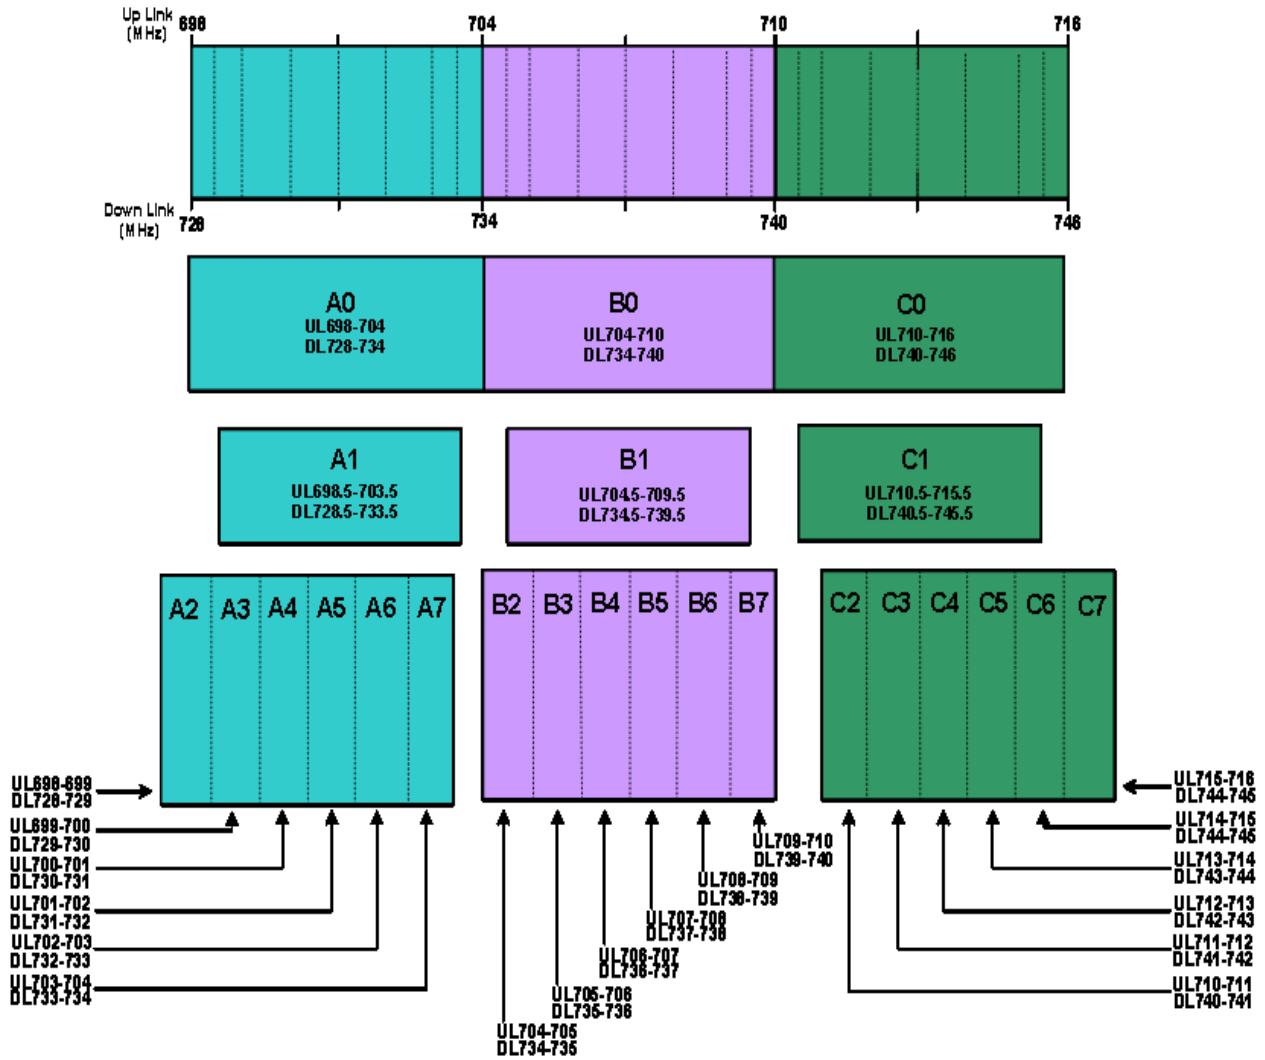 Up Link
(MHz)
698 704 710 716
Down Link
(MHz)
728 734 740 746
A0
UL698-704
DL728-734
B0
UL704-710
DL734-740
C0
UL710-716
DL740-746
A1
UL698.5-703.5
DL728.5-733.5
B1
UL704.5-709.5
DL734.5-739.5
C1
UL710.5-715.5
DL740.5-745.5
A2 A3 A4 A5 A6 A7
B2 B3 B4 B5 B6 B7
C2 C3 C4 C5 C6 C7
UL698-699
DL728-729
UL699-700
DL729-730
UL700-701
DL730-731
UL701-702
DL731-732
UL702-703
DL732-733
UL703-704
DL733-734
UL709-710
DL739-740
UL708-709
DL738-739
UL707-708
DL737-738
UL706-707
DL736-737
UL705-706
DL735-736
UL704-705
DL734-735
UL715-716
DL744-745
UL714-715
DL744-745
UL713-714
DL743-744
UL712-713
DL742-743
UL711-712
DL741-742
UL710-711
DL740-741